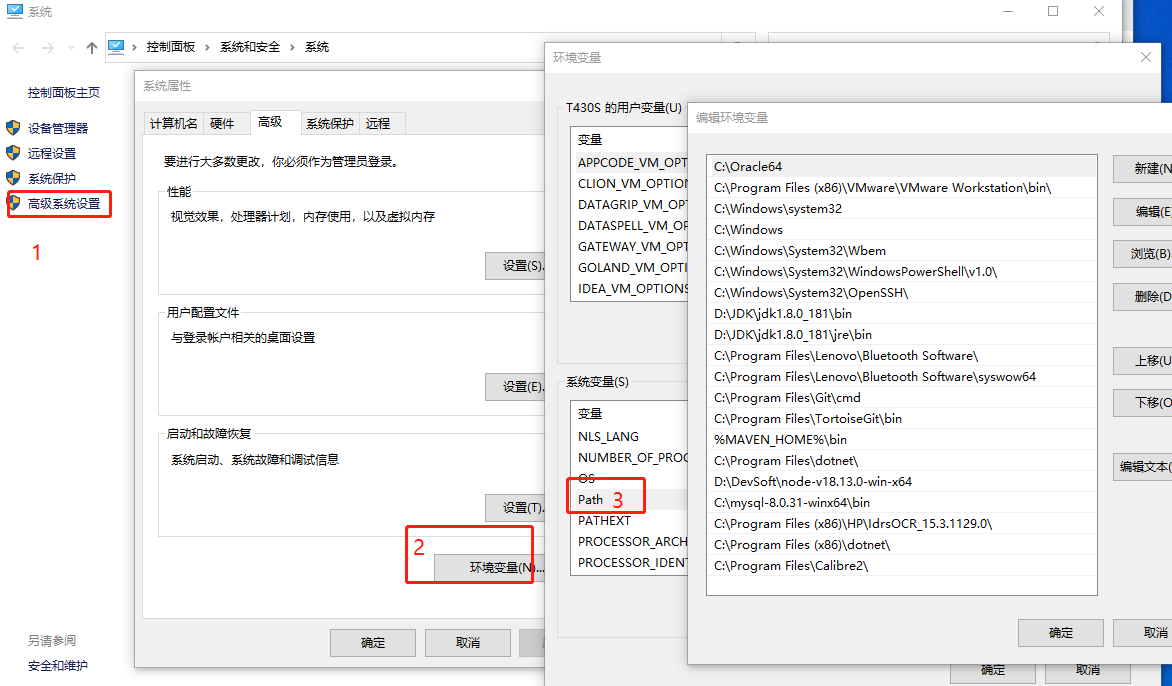 系统
控制面板 › 系统和安全 › 系统
控制面板主页
设备管理器
远程设置
系统保护
高级系统设置
1
另请参阅
安全和维护
系统属性
计算机名 硬件 高级 系统保护 远程
要进行大多数更改，你必须作为管理员登录。
性能
视觉效果，处理器计划，内存使用，以及虚拟内存
设置(S)...
用户配置文件
与登录帐户相关的桌面设置
设置(E)...
启动和故障恢复
系统启动、系统故障和调试信息
设置(T)...
2
环境变量(N)...
确定 取消
环境变量
T430S 的用户变量(U)
变量
APPCODE_VM_OPT
CLION_VM_OPTION
DATAGRIP_VM_OPT
DATASPELL_VM_OP
GATEWAY_VM_OPT
GOLAND_VM_OPTI
IDEA_VM_OPTIONS
系统变量(S)
变量
NLS_LANG
NUMBER_OF_PROC
OS
Path 3
PATHEXT
PROCESSOR_ARCH
PROCESSOR_IDENT
确定 取消
编辑环境变量
C:\Oracle64
C:\Program Files (x86)\VMware\VMware Workstation\bin\
C:\Windows\system32
C:\Windows
C:\Windows\System32\Wbem
C:\Windows\System32\WindowsPowerShell\v1.0\
C:\Windows\System32\OpenSSH\
D:\JDK\jdk1.8.0_181\bin
D:\JDK\jdk1.8.0_181\jre\bin
C:\Program Files\Lenovo\Bluetooth Software\
C:\Program Files\Lenovo\Bluetooth Software\syswow64
C:\Program Files\Git\cmd
C:\Program Files\TortoiseGit\bin
%MAVEN_HOME%\bin
C:\Program Files\dotnet\
D:\DevSoft\node-v18.13.0-win-x64
C:\mysql-8.0.31-winx64\bin
C:\Program Files (x86)\HP\IdrsOCR_15.3.1129.0\
C:\Program Files (x86)\dotnet\
C:\Program Files\Calibre2\
新建(N
编辑(E)
浏览(B)
删除(D
上移(U
下移(O
编辑文本(
确定 取消